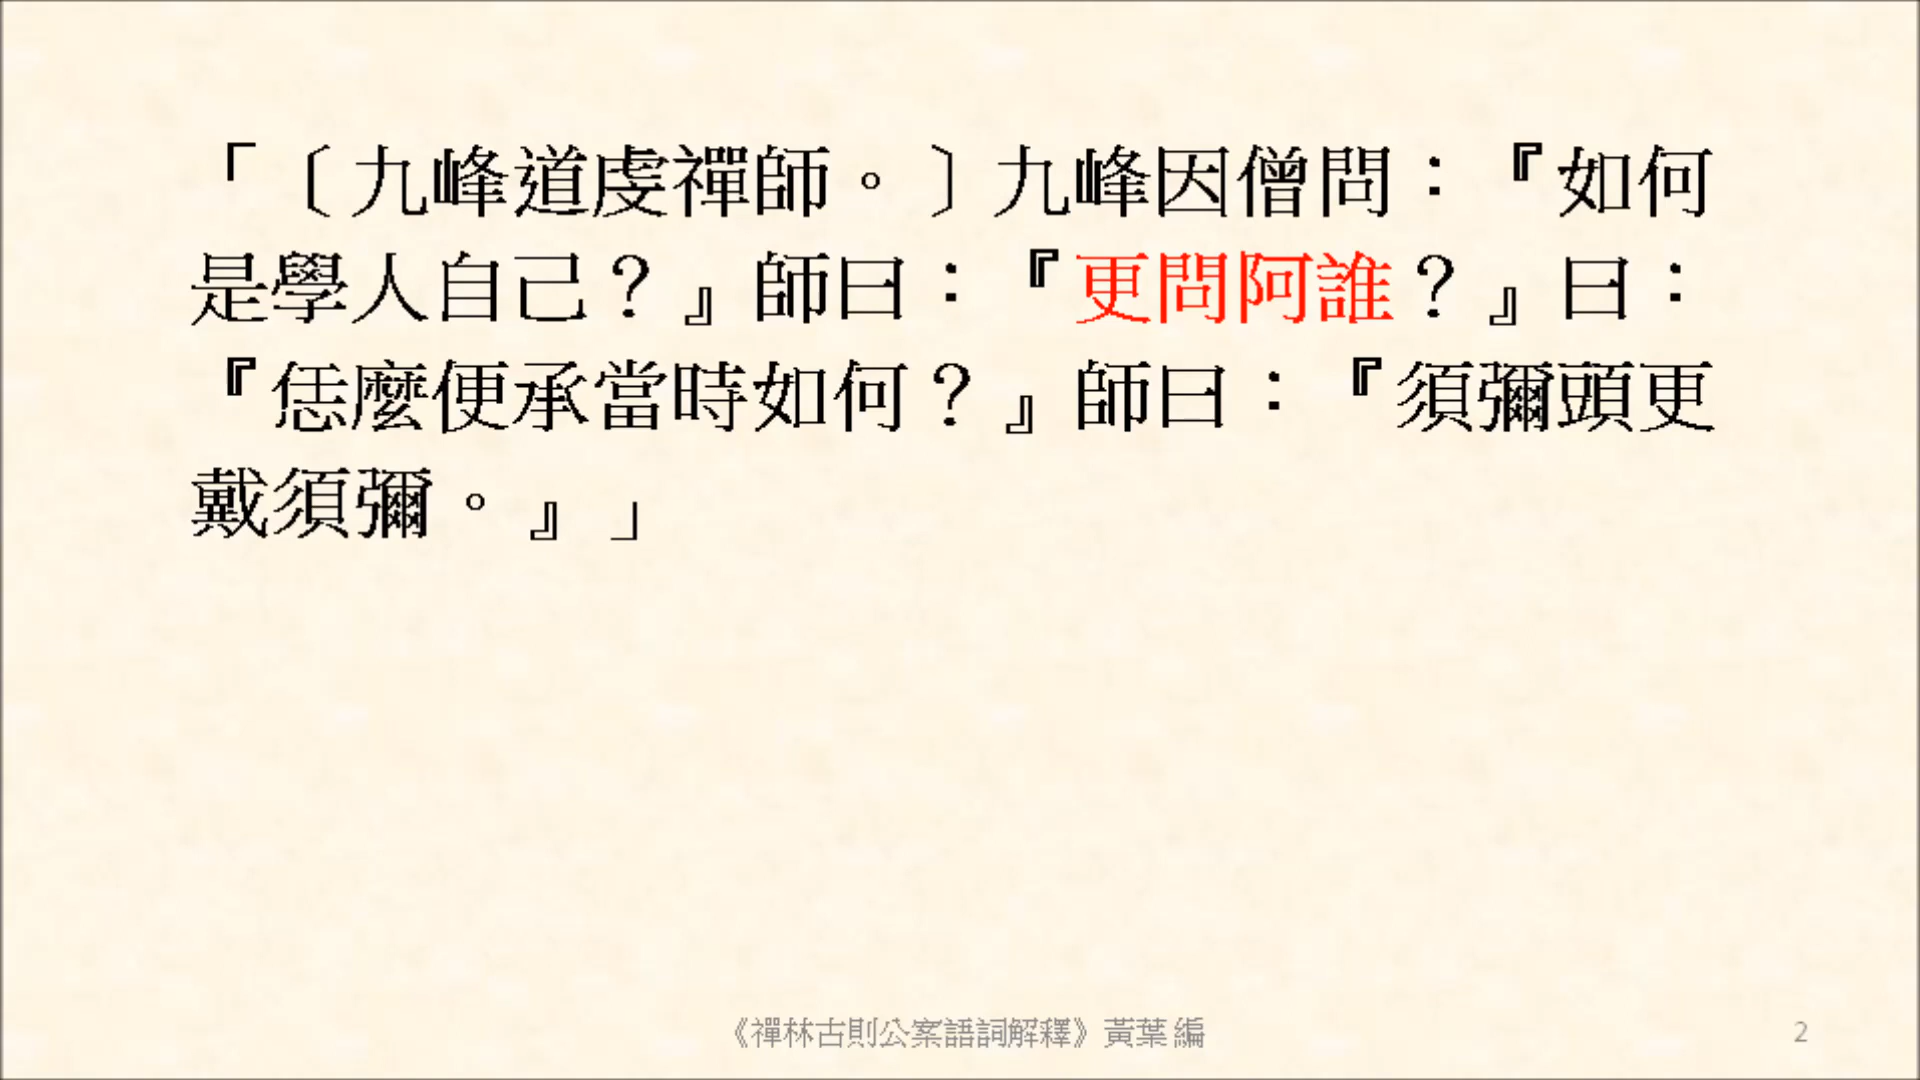 「〔九峰道虔禪師。〕九峰因僧問：『如何
是學人自己？』師曰：『更問阿誰？』曰：
『恁麼便承當時如何？』師曰：『須彌頭更
戴須彌。』」
《禪林古則公案語詞解釋》黃葉 編
2